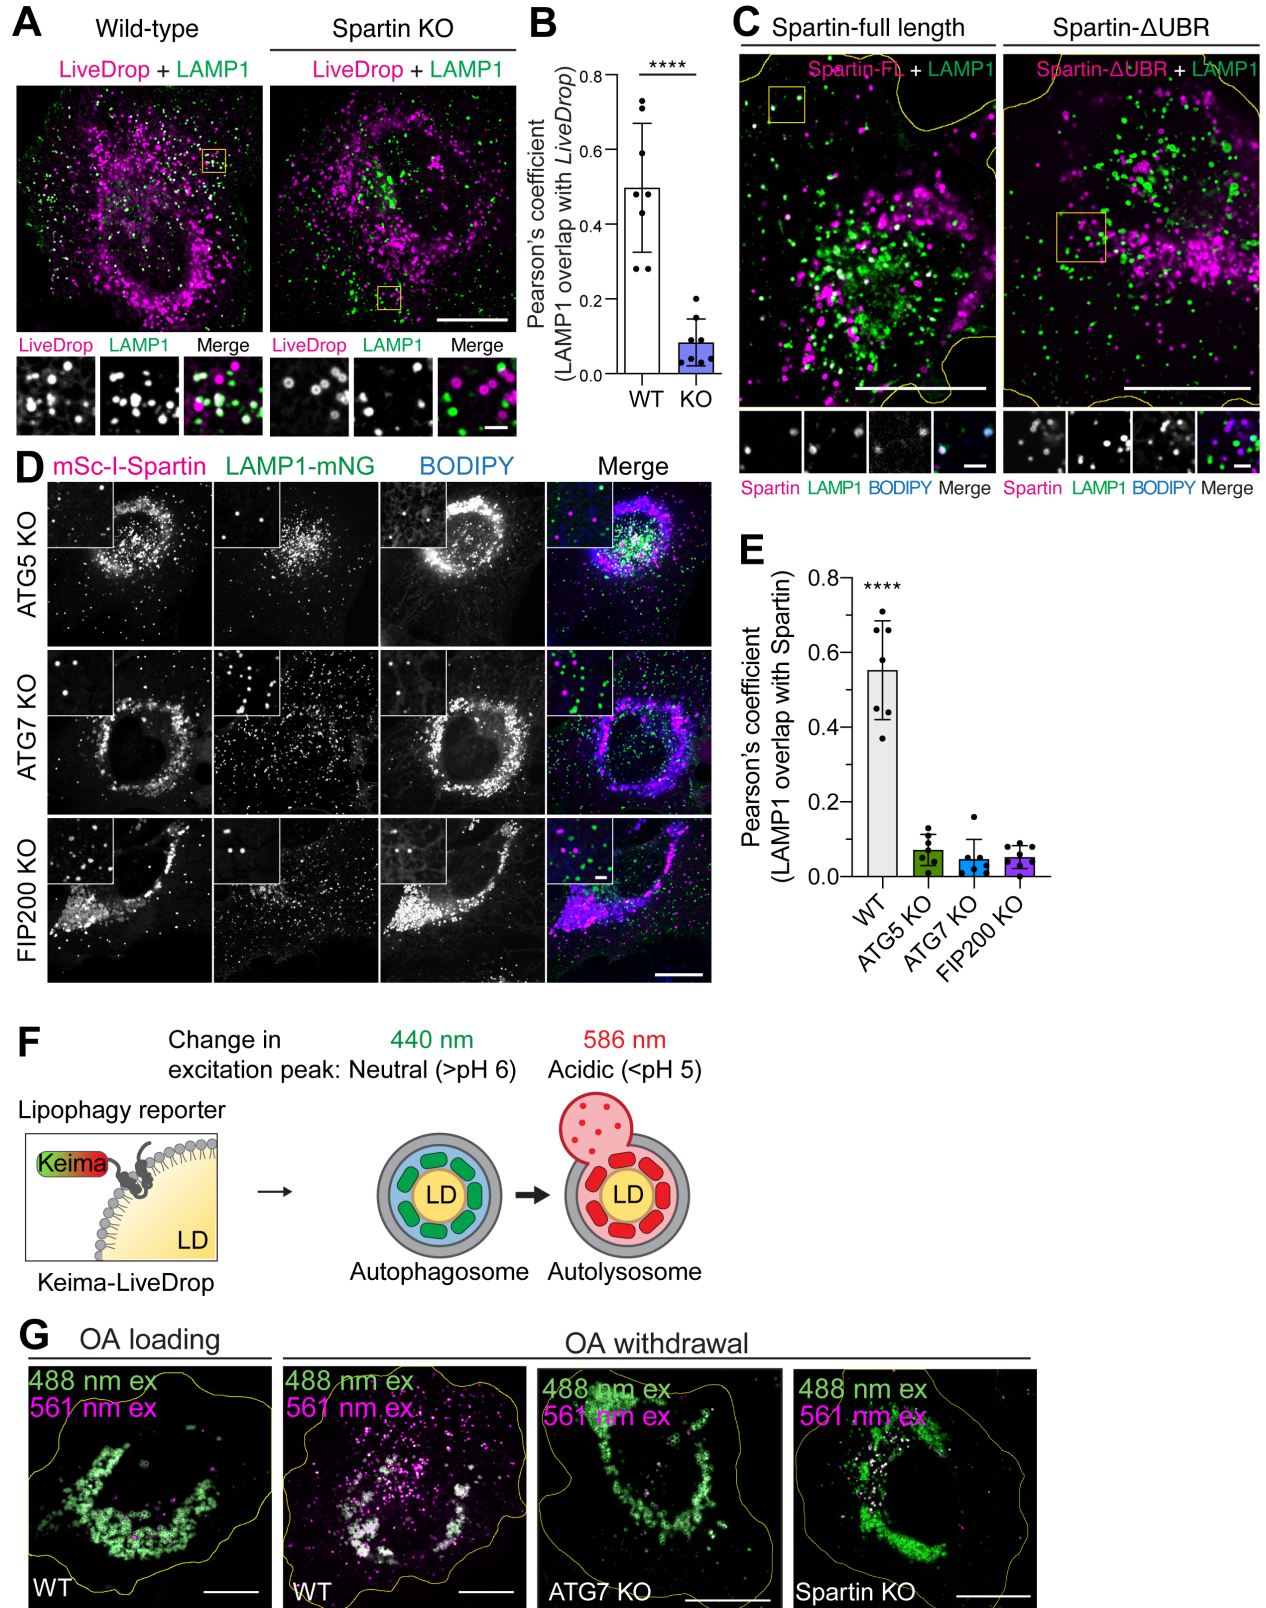 A
Wild-type
Spartin KO
LiveDrop + LAMP1
LiveDrop + LAMP1
LiveDrop
LAMP1
Merge
LiveDrop
LAMP1
Merge
B
Pearson's coefficient
(LAMP1 overlap with LiveDrop)
0.8
0.6
0.4
0.2
0.0
****
WT
KO
C
Spartin-full length
Spartin-ΔUBR
Spartin-FL + LAMP1
Spartin-ΔUBR + LAMP1
Spartin LAMP1 BODIPY Merge
Spartin LAMP1 BODIPY Merge
D
mSc-I-Spartin
LAMP1-mNG
BODIPY
Merge
ATG5 KO
ATG7 KO
FIP200 KO
E
Pearson's coefficient
(LAMP1 overlap with Spartin)
0.8
0.6
0.4
0.2
0.0
****
WT
ATG5 KO
ATG7 KO
FIP200 KO
F
Change in
excitation peak:
440 nm
Neutral (>pH 6)
586 nm
Acidic (<pH 5)
Lipophagy reporter
Keima
LD
Keima-LiveDrop
LD
Autophagosome
LD
Autolysosome
G
OA loading
OA withdrawal
488 nm ex
561 nm ex
WT
488 nm ex
561 nm ex
WT
488 nm ex
561 nm ex
ATG7 KO
488 nm ex
561 nm ex
Spartin KO